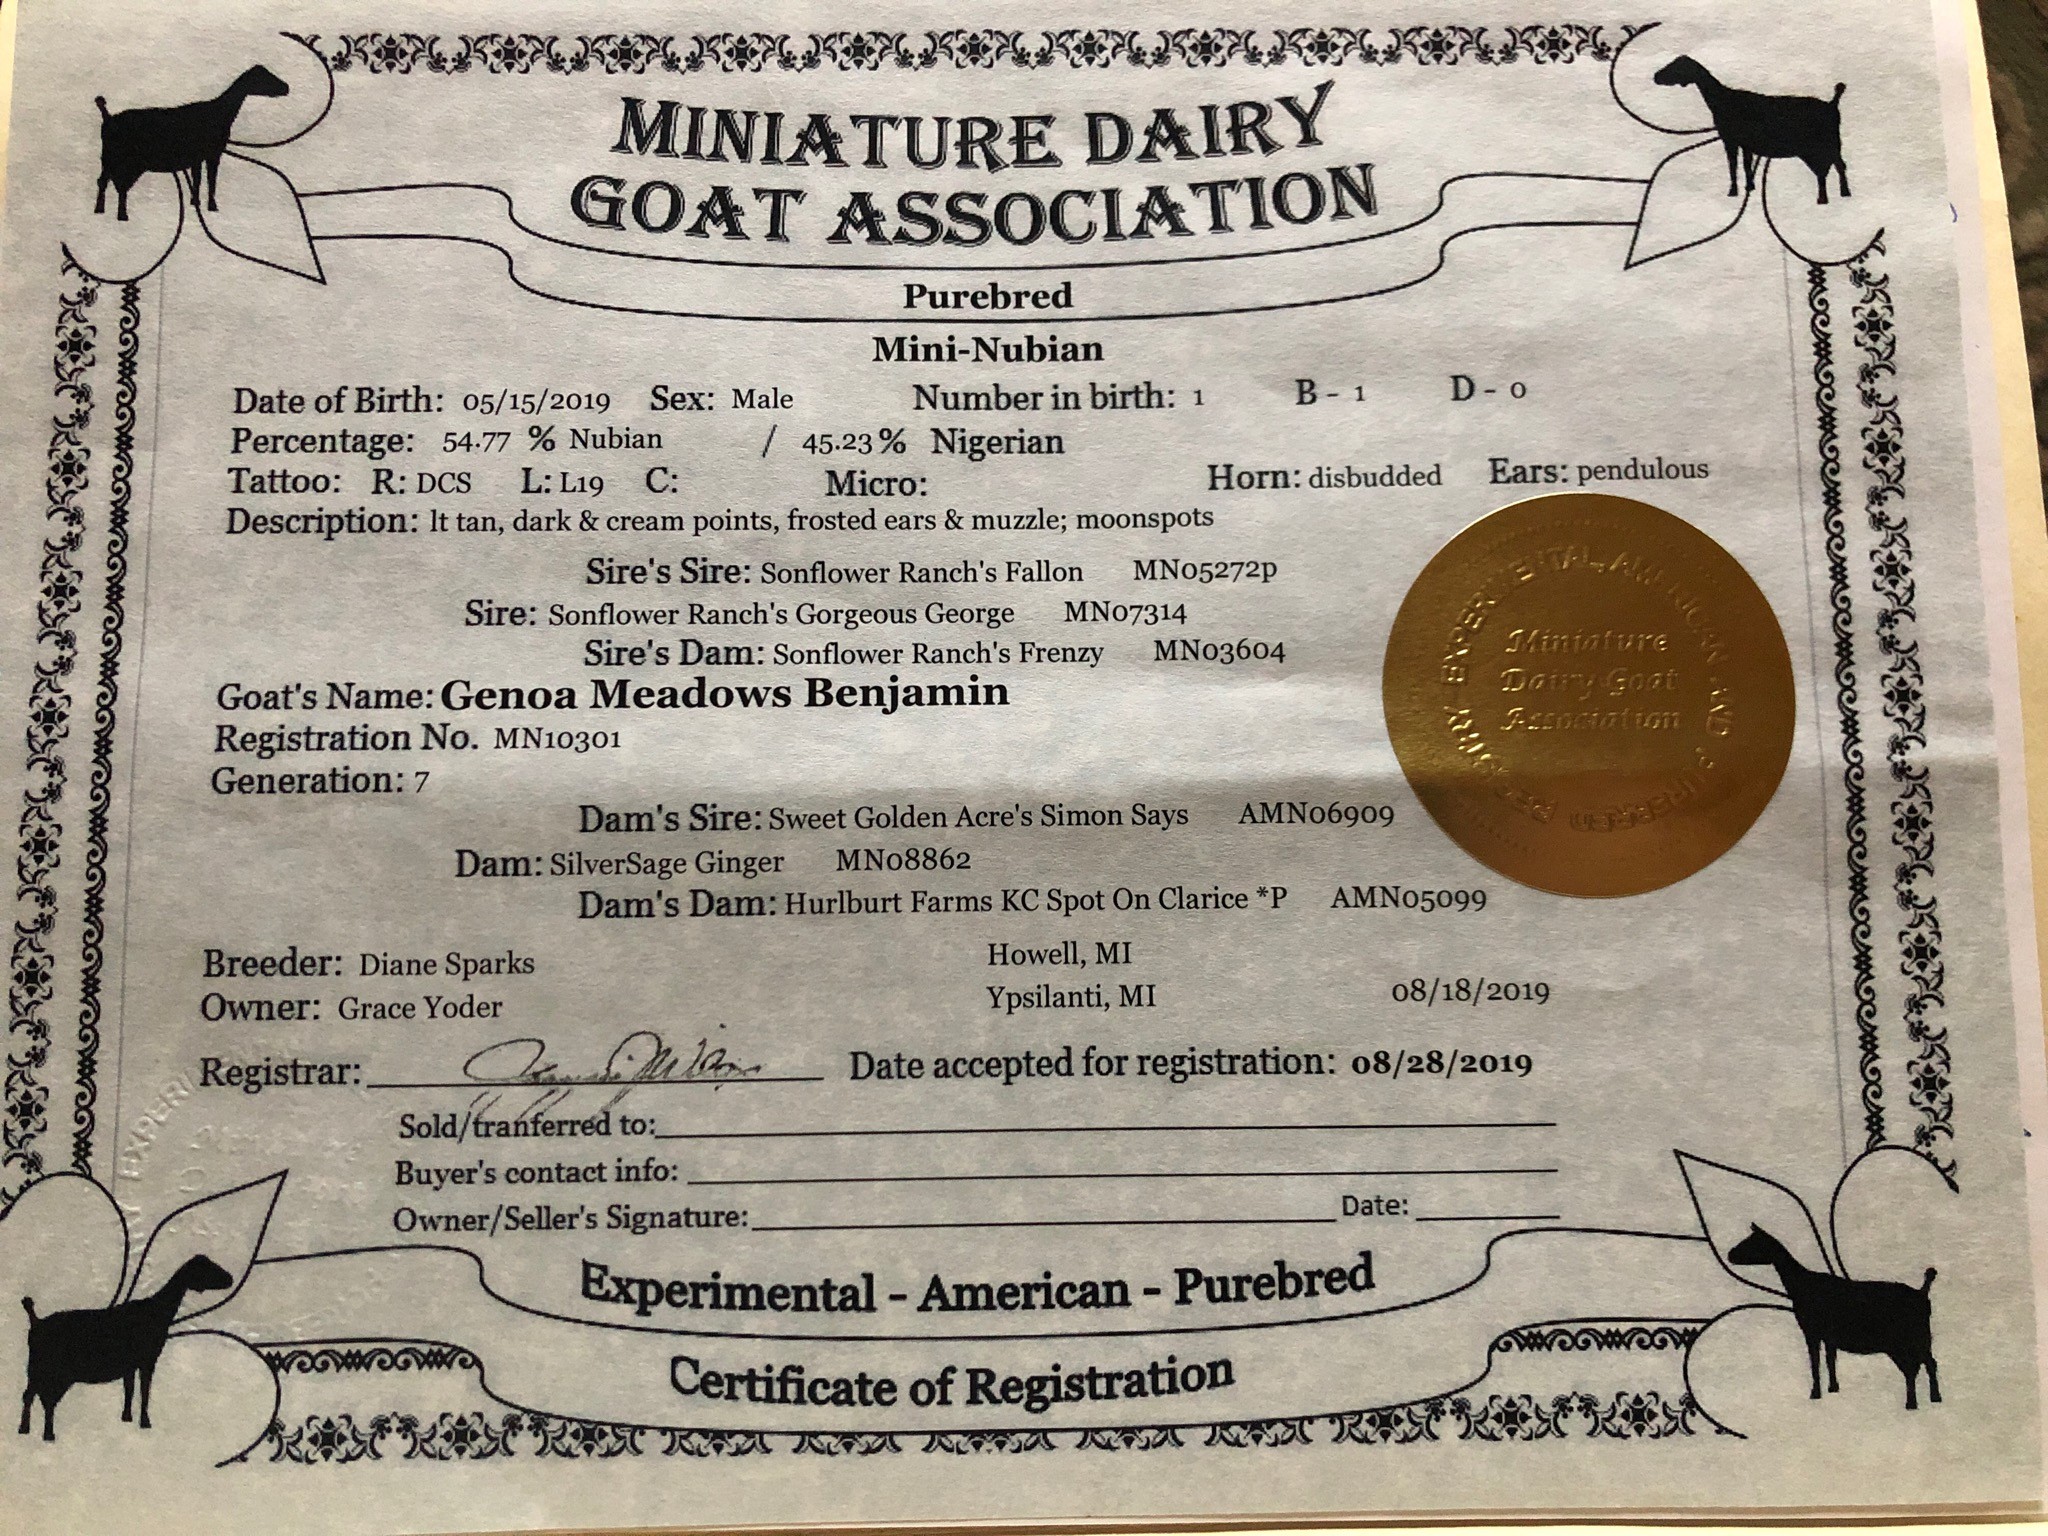 MINIATURE DAIRY
GOAT ASSOCIATION
Purebred
Mini-Nubian
Date of Birth: 05/15/2019 Sex: Male Number in birth: 1 B - 1 D - 0
Percentage: 54.77 % Nubian / 45.23 % Nigerian
Tattoo: R: DCS L: L19 C: Micro: Horn: disbudded Ears: pendulous
Description: lt tan, dark & cream points, frosted ears & muzzle; moonspots
Sire's Sire: Sonflower Ranch's Fallon MN05272p
Sire: Sonflower Ranch's Gorgeous George MN07314
Sire's Dam: Sonflower Ranch's Frenzy MN03604
Goat's Name: Genoa Meadows Benjamin
Registration No. MN10301
Generation: 7
Dam's Sire: Sweet Golden Acre's Simon Says AMN06909
Dam: SilverSage Ginger MN08862
Dam's Dam: Hurlburt Farms KC Spot On Clarice *P AMN05099
Miniature
Dairy Goat
Association
EXPERIMENTAL, AMERICAN AND PUREBRED REGISTRY
Breeder: Diane Sparks Howell, MI
Owner: Grace Yoder Ypsilanti, MI 08/18/2019
Registrar: Date accepted for registration: 08/28/2019
Sold/tranferred to:
Buyer's contact info:
Owner/Seller's Signature: Date:
Experimental - American - Purebred
Certificate of Registration